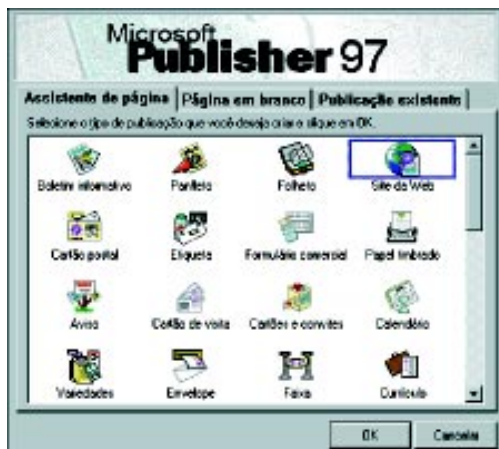 Microsoft
Publisher 97
Assistente de página | Página em branco | Publicação existente
Selecione o tipo de publicação que você deseja criar e clique em OK.
Boletim informativo Panfleto Folheto Site da Web
Cartão postal Etiqueta Formulário comercial Papel timbrado
Aviso Cartão de visita Cartões e convites Calendário
Variedades Envelope Faixa Currículo
OK Cancelar